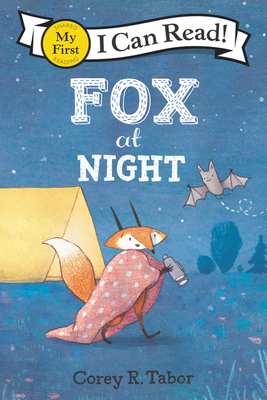 SHARED
My First
READING
I Can Read!
FOX
at
NIGHT
Corey R. Tabor